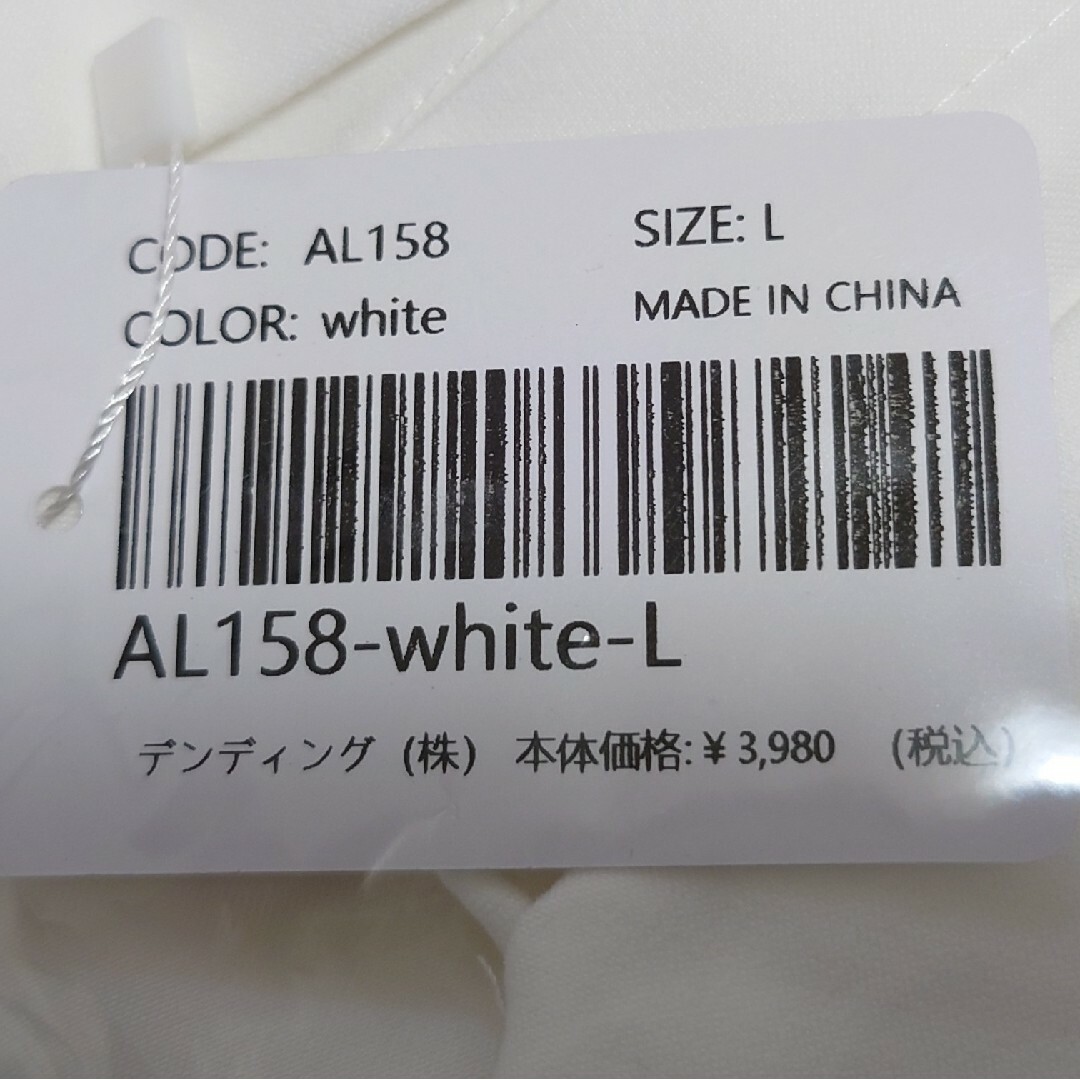 CODE: AL158 SIZE: L
COLOR: white MADE IN CHINA
AL158-white-L
デンディング (株) 本体価格:¥3,980 (税込)